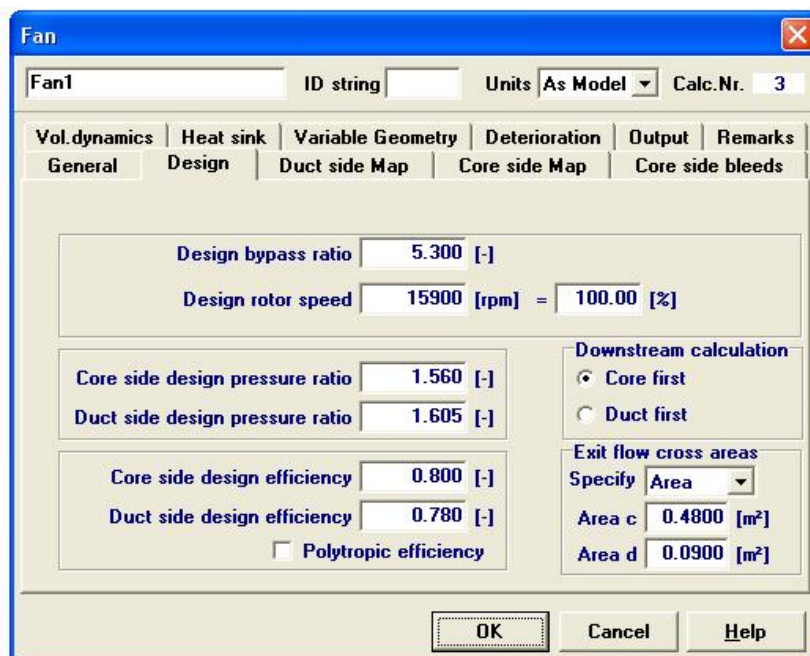 Fan
Fan1 ID string Units As Model Calc.Nr. 3
Vol.dynamics Heat sink Variable Geometry Deterioration Output Remarks
General Design Duct side Map Core side Map Core side bleeds
Design bypass ratio 5.300 [-]
Design rotor speed 15900 [rpm] = 100.00 [%]
Core side design pressure ratio 1.560 [-]
Duct side design pressure ratio 1.605 [-]
Downstream calculation
Core first
Duct first
Core side design efficiency 0.800 [-]
Duct side design efficiency 0.780 [-]
Polytropic efficiency
Exit flow cross areas
Specify Area
Area c 0.4800 [m²]
Area d 0.0900 [m²]
OK Cancel Help